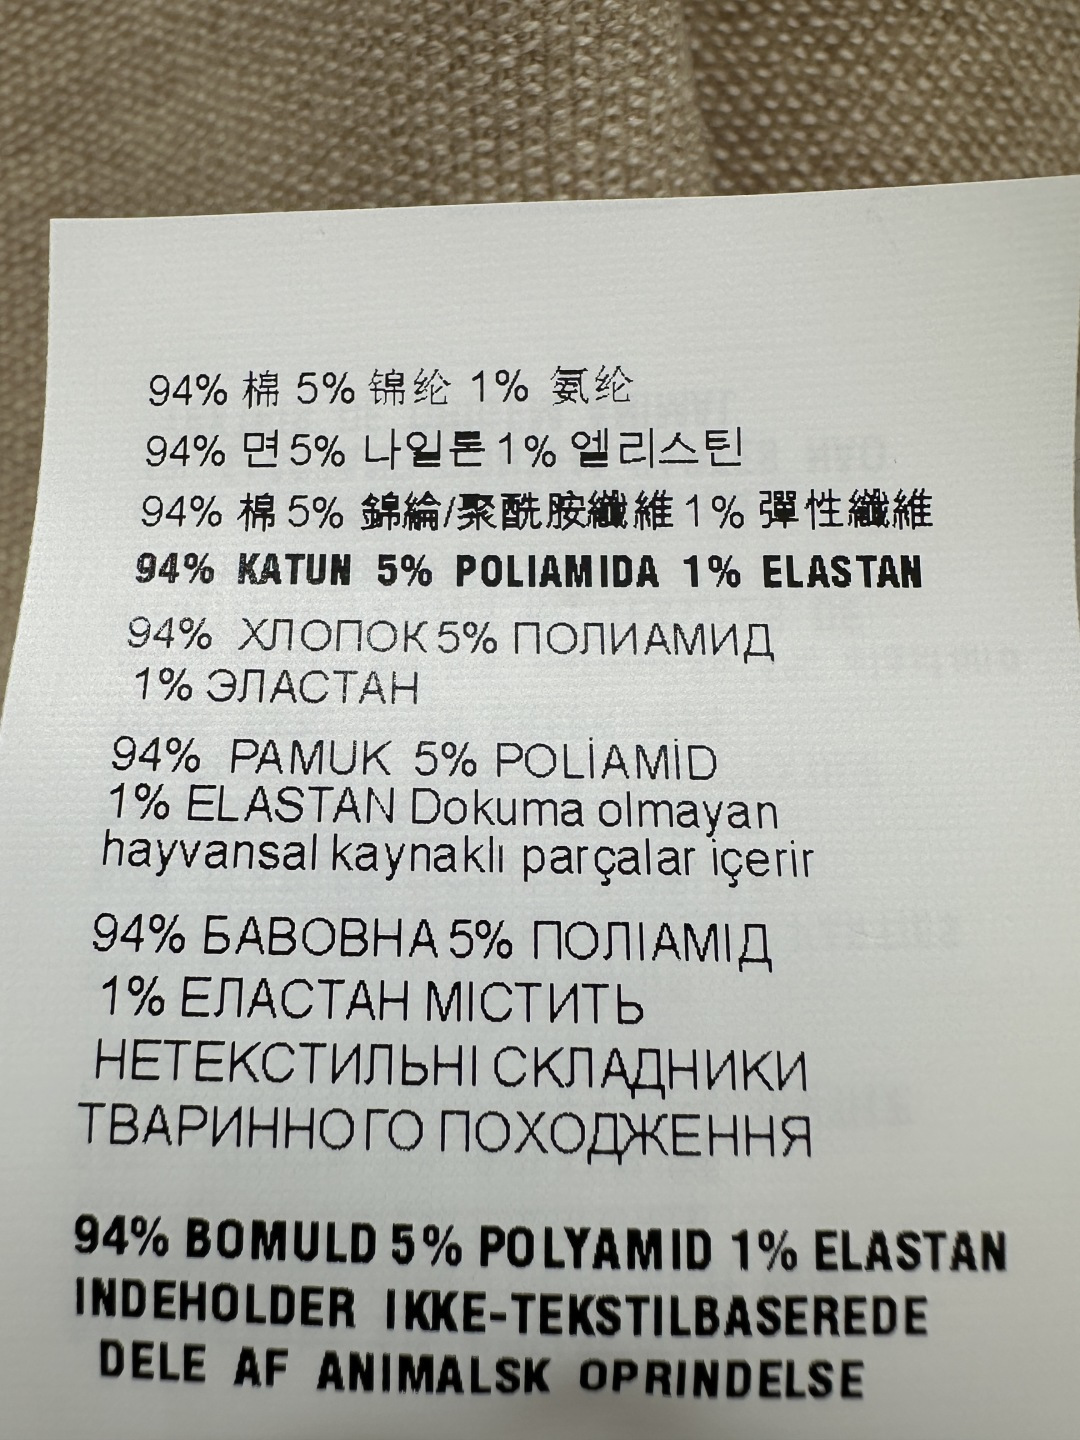 94% 棉 5% 锦纶 1% 氨纶
94% 면 5% 나일론 1% 엘리스틴
94% 棉 5% 錦綸/聚酰胺纖維 1% 彈性纖維
94% KATUN 5% POLIAMIDA 1% ELASTAN
94% ХЛОПОК 5% ПОЛИАМИД
1% ЭЛАСТАН
94% PAMUK 5% POLİAMİD
1% ELASTAN Dokuma olmayan
hayvansal kaynaklı parçalar içerir
94% БАВОВНА 5% ПОЛІАМІД
1% ЕЛАСТАН МІСТИТЬ
НЕТЕКСТИЛЬНІ СКЛАДНИКИ
ТВАРИННОГО ПОХОДЖЕННЯ
94% BOMULD 5% POLYAMID 1% ELASTAN
INDEHOLDER IKKE-TEKSTILBASEREDE
DELE AF ANIMALSK OPRINDELSE